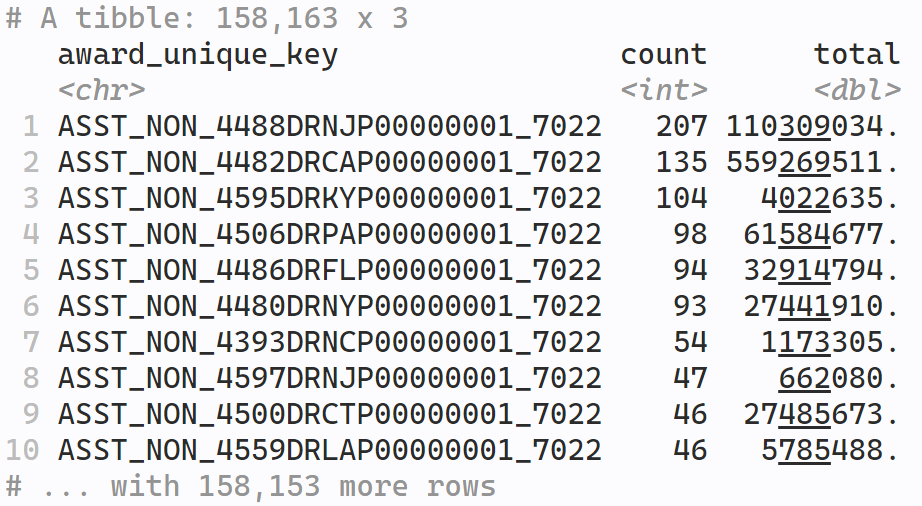 # A tibble: 158,163 x 3
award_unique_key count total
<chr> <int> <dbl>
1 ASST_NON_4488DRNJP00000001_7022 207 110309034.
2 ASST_NON_4482DRCAP00000001_7022 135 559269511.
3 ASST_NON_4595DRKYP00000001_7022 104 4022635.
4 ASST_NON_4506DRPAP00000001_7022 98 61584677.
5 ASST_NON_4486DRFLP00000001_7022 94 32914794.
6 ASST_NON_4480DRNYP00000001_7022 93 27441910.
7 ASST_NON_4393DRNCP00000001_7022 54 1173305.
8 ASST_NON_4597DRNJP00000001_7022 47 662080.
9 ASST_NON_4500DRCTP00000001_7022 46 27485673.
10 ASST_NON_4559DRLAP00000001_7022 46 5785488.
# ... with 158,153 more rows